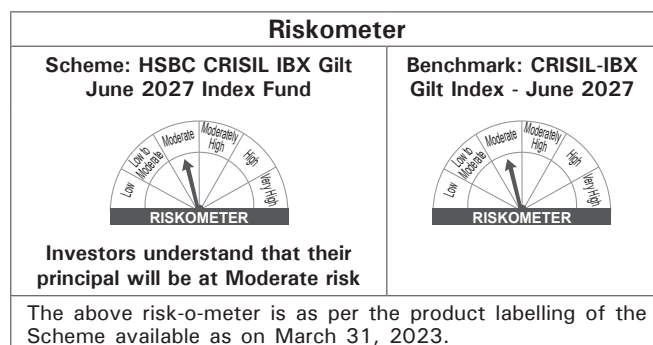 Riskometer
Scheme: HSBC CRISIL IBX Gilt
June 2027 Index Fund
Low
Low to
Moderate
Moderate
Moderately
High
High
Very High
RISKOMETER
Investors understand that their
principal will be at Moderate risk
Benchmark: CRISIL-IBX
Gilt Index - June 2027
Low
Low to
Moderate
Moderate
Moderately
High
High
Very High
RISKOMETER
The above risk-o-meter is as per the product labelling of the
Scheme available as on March 31, 2023.